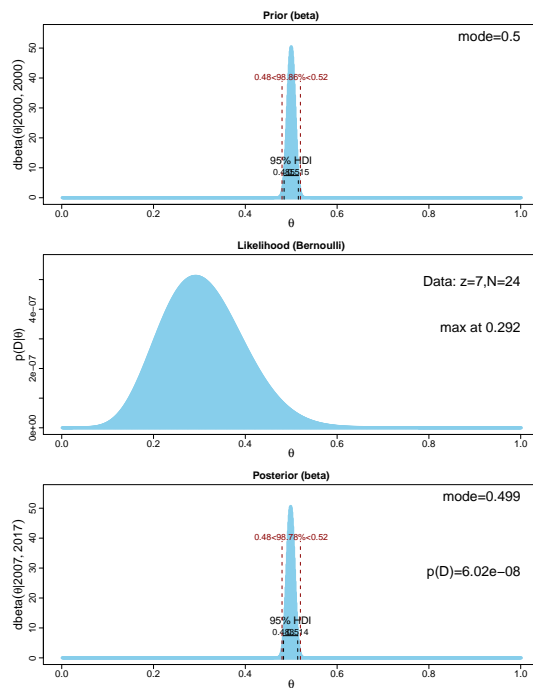 Prior (beta)
mode=0.5
0.48<98.86%<0.52
95% HDI
dbeta(θ|2000, 2000)
0 10 20 30 40 50
0.0 0.2 0.4 0.6 0.8 1.0
θ
Likelihood (Bernoulli)
Data: z=7,N=24
max at 0.292
p(D|θ)
0e+00 2e−07 4e−07
0.0 0.2 0.4 0.6 0.8 1.0
θ
Posterior (beta)
mode=0.499
0.48<98.78%<0.52
p(D)=6.02e−08
95% HDI
dbeta(θ|2007, 2017)
0 10 20 30 40 50
0.0 0.2 0.4 0.6 0.8 1.0
θ